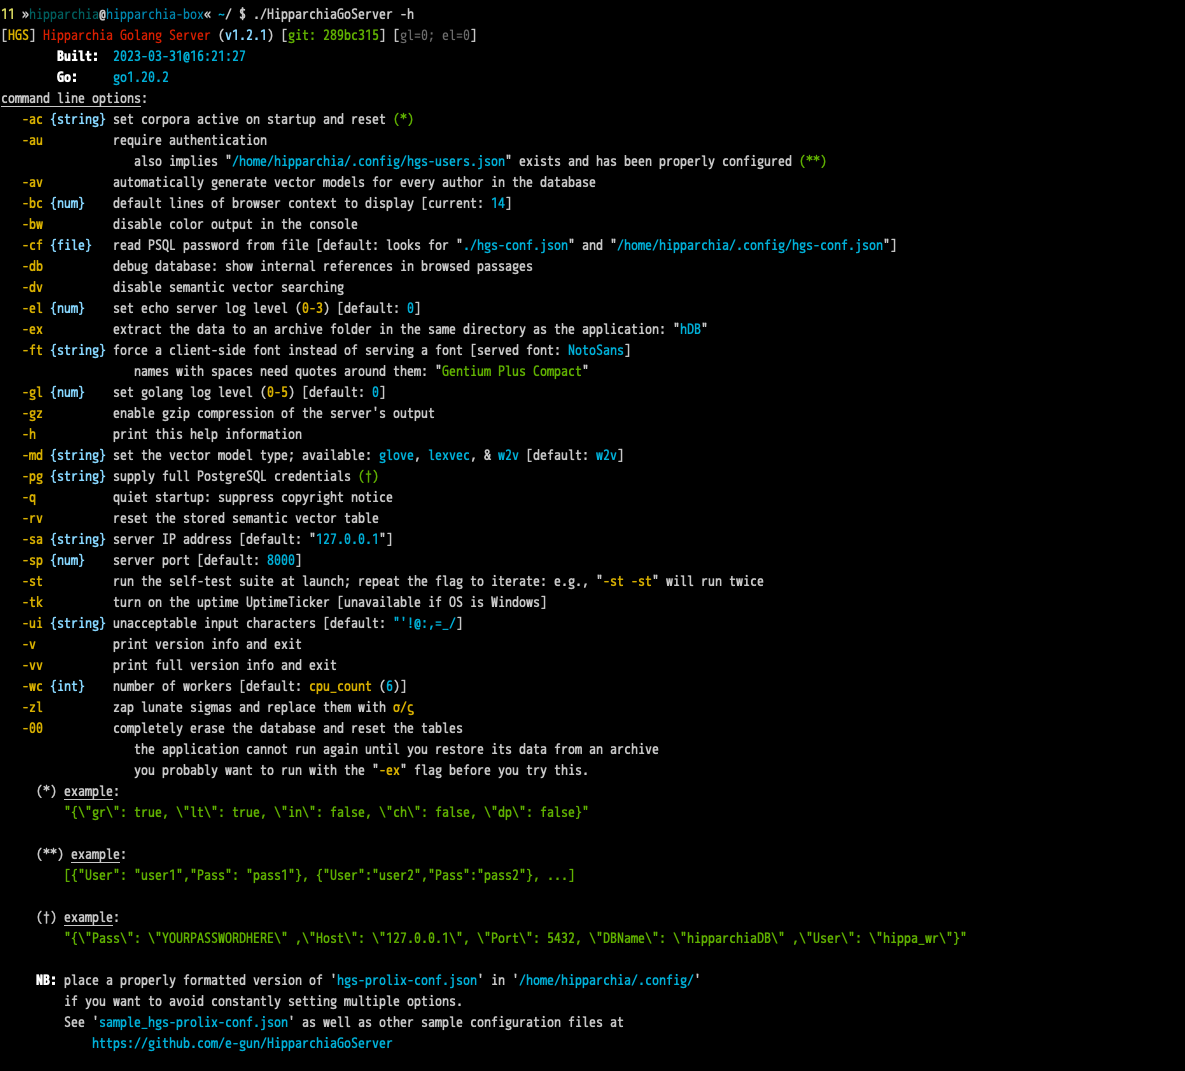 11 »hipparchia@hipparchia-box« ~/ $ ./HipparchiaGoServer -h
[HGS] Hipparchia Golang Server (v1.2.1) [git: 289bc315] [gl=0; el=0]
Built: 2023-03-31@16:21:27
Go: go1.20.2
command line options:
-ac {string} set corpora active on startup and reset (*)
-au require authentication
also implies "/home/hipparchia/.config/hgs-users.json" exists and has been properly configured (**)
-av automatically generate vector models for every author in the database
-bc {num} default lines of browser context to display [current: 14]
-bw disable color output in the console
-cf {file} read PSQL password from file [default: looks for "./hgs-conf.json" and "/home/hipparchia/.config/hgs-conf.json"]
-db debug database: show internal references in browsed passages
-dv disable semantic vector searching
-el {num} set echo server log level (0-3) [default: 0]
-ex extract the data to an archive folder in the same directory as the application: "hDB"
-ft {string} force a client-side font instead of serving a font [served font: NotoSans]
names with spaces need quotes around them: "Gentium Plus Compact"
-gl {num} set golang log level (0-5) [default: 0]
-gz enable gzip compression of the server's output
-h print this help information
-md {string} set the vector model type; available: glove, lexvec, & w2v [default: w2v]
-pg {string} supply full PostgreSQL credentials (†)
-q quiet startup: suppress copyright notice
-rv reset the stored semantic vector table
-sa {string} server IP address [default: "127.0.0.1"]
-sp {num} server port [default: 8000]
-st run the self-test suite at launch; repeat the flag to iterate: e.g., "-st -st" will run twice
-tk turn on the uptime UptimeTicker [unavailable if OS is Windows]
-ui {string} unacceptable input characters [default: "'!@:,=_/]
-v print version info and exit
-vv print full version info and exit
-wc {int} number of workers [default: cpu_count (6)]
-zl zap lunate sigmas and replace them with σ/ς
-00 completely erase the database and reset the tables
the application cannot run again until you restore its data from an archive
you probably want to run with the "-ex" flag before you try this.
(*) example:
"{\"gr\": true, \"lt\": true, \"in\": false, \"ch\": false, \"dp\": false}"
(**) example:
[{"User": "user1","Pass": "pass1"}, {"User":"user2","Pass":"pass2"}, ...]
(†) example:
"{\"Pass\": \"YOURPASSWORDHERE\" ,\"Host\": \"127.0.0.1\", \"Port\": 5432, \"DBName\": \"hipparchiaDB\" ,\"User\": \"hippa_wr\"}"
NB: place a properly formatted version of 'hgs-prolix-conf.json' in '/home/hipparchia/.config/'
if you want to avoid constantly setting multiple options.
See 'sample_hgs-prolix-conf.json' as well as other sample configuration files at
https://github.com/e-gun/HipparchiaGoServer